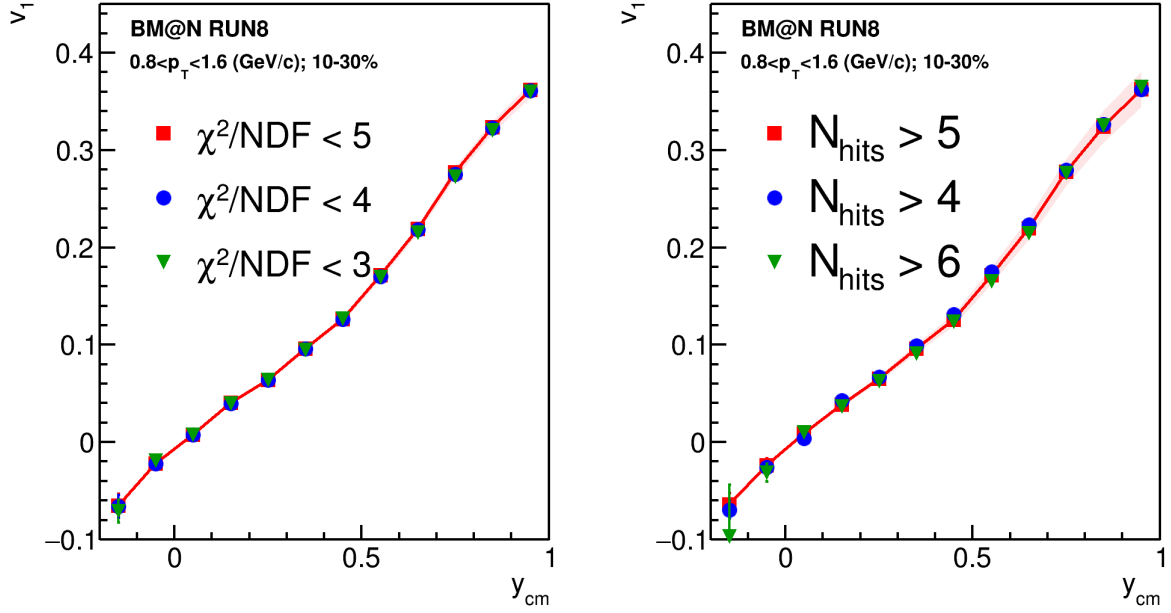 v₁
BM@N RUN8
0.8<p_T<1.6 (GeV/c); 10-30%
χ²/NDF < 5
χ²/NDF < 4
χ²/NDF < 3
0.4
0.3
0.2
0.1
0
−0.1
0
0.5
1
y_cm
v₁
BM@N RUN8
0.8<p_T<1.6 (GeV/c); 10-30%
N_hits > 5
N_hits > 4
N_hits > 6
0.4
0.3
0.2
0.1
0
−0.1
0
0.5
1
y_cm